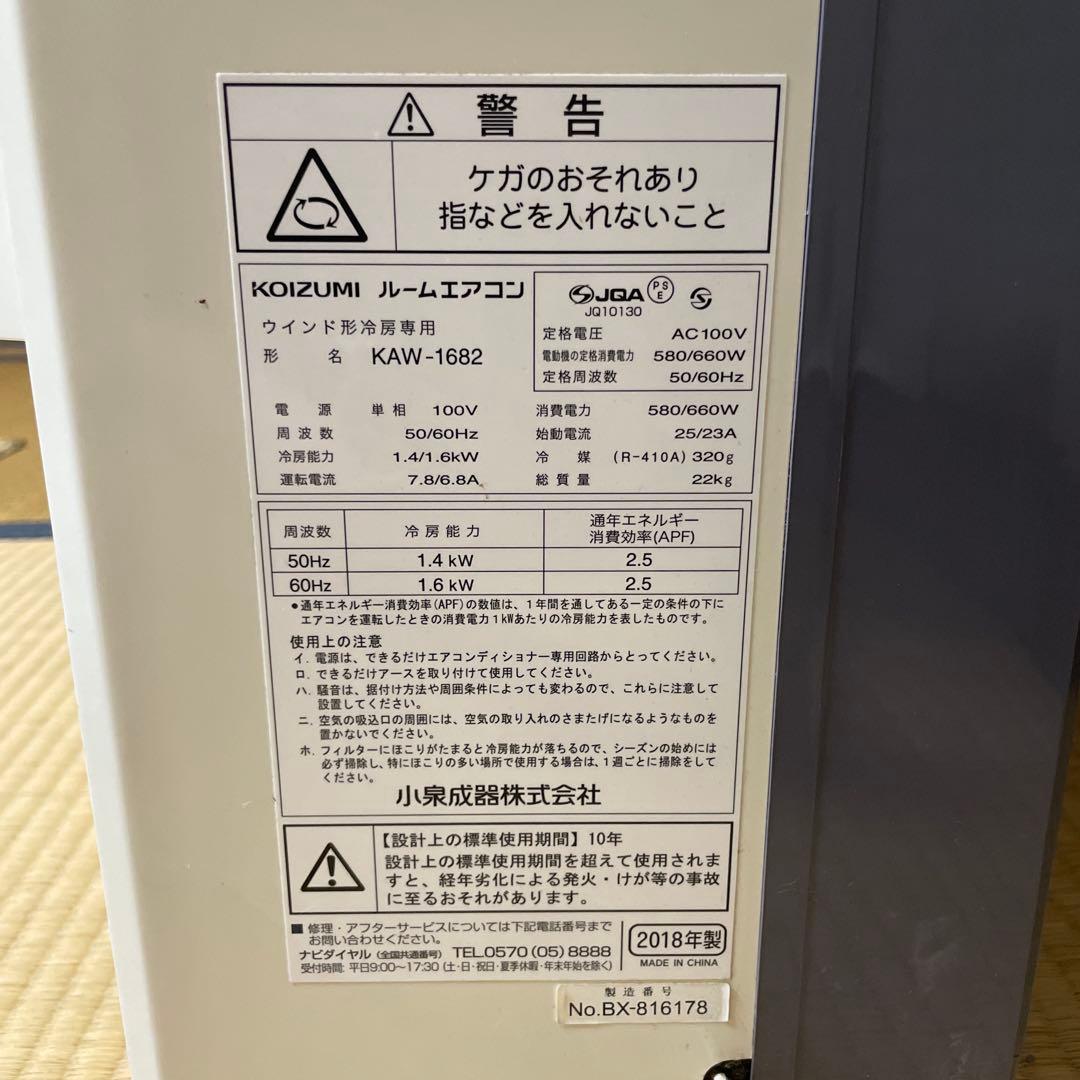 警告
ケガのおそれあり
指などを入れないこと
KOIZUMI ルームエアコン
ウインド形冷房専用
形名 KAW-1682
JQA PSE
JQ10130
定格電圧 AC100V
電動機の定格消費電力 580/660W
定格周波数 50/60Hz
電源 単相 100V
周波数 50/60Hz
冷房能力 1.4/1.6kW
運転電流 7.8/6.8A
消費電力 580/660W
始動電流 25/23A
冷媒 (R-410A) 320g
総質量 22kg
周波数 冷房能力 通年エネルギー
消費効率(APF)
50Hz 1.4 kW 2.5
60Hz 1.6 kW 2.5
●通年エネルギー消費効率(APF)の数値は、1年間を通してある一定の条件の下に
エアコンを運転したときの消費電力1kWあたりの冷房能力を表したものです。
使用上の注意
イ. 電源は、できるだけエアコンディショナー専用回路からとってください。
ロ. できるだけアースを取り付けて使用してください。
ハ. 騒音は、据付け方法や周囲条件によっても変わるので、これらに注意して
設置してください。
ニ. 空気の吸込口の周囲には、空気の取り入れのさまたげになるようなものを
置かないでください。
ホ. フィルターにほこりがたまると冷房能力が落ちるので、シーズンの始めには
必ず掃除し、特にほこりの多い場所で使用する場合は、1週ごとに掃除をして
ください。
小泉成器株式会社
【設計上の標準使用期間】10年
設計上の標準使用期間を超えて使用されま
すと、経年劣化による発火・けが等の事故
に至るおそれがあります。
■ 修理・アフターサービスについては下記電話番号まで
お問い合わせください。
ナビダイヤル(全国共通番号) TEL.0570(05)8888
受付時間:平日9:00〜17:30(土・日・祝日・夏季休暇・年末年始を除く)
2018年製
MADE IN CHINA
製造番号
No.BX-816178